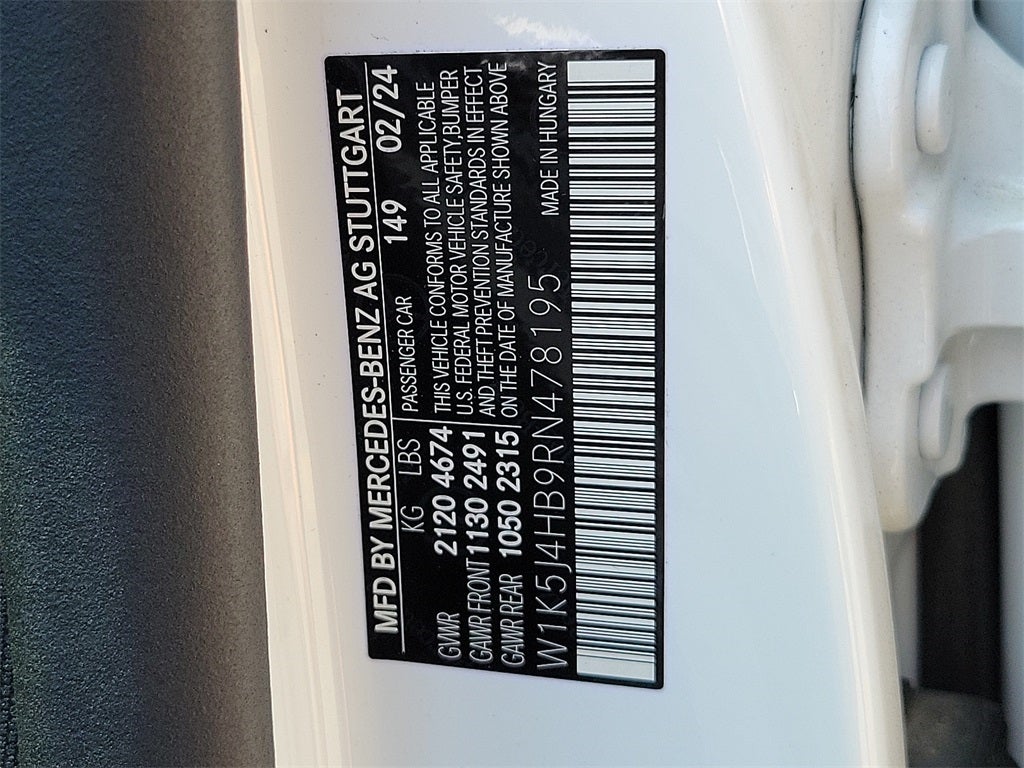 MFD BY MERCEDES-BENZ AG STUTTGART
KG LBS PASSENGER CAR 149 02/24
GVWR 2120 4674 THIS VEHICLE CONFORMS TO ALL APPLICABLE
GAWR FRONT 1130 2491 U.S. FEDERAL MOTOR VEHICLE SAFETY, BUMPER
GAWR REAR 1050 2315 AND THEFT PREVENTION STANDARDS IN EFFECT
ON THE DATE OF MANUFACTURE SHOWN ABOVE
W1K5J4HB9RN478195 MADE IN HUNGARY